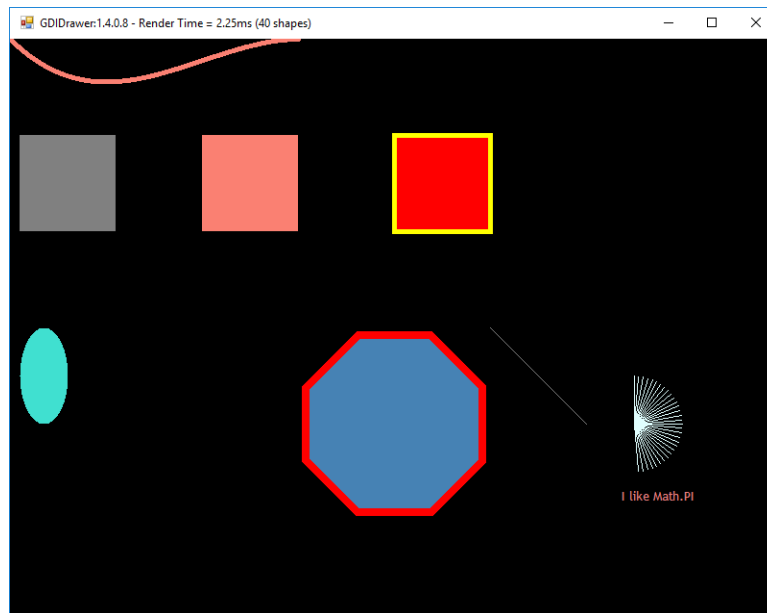 GDIDrawer:1.4.0.8 - Render Time = 2.25ms (40 shapes)
I like Math.PI